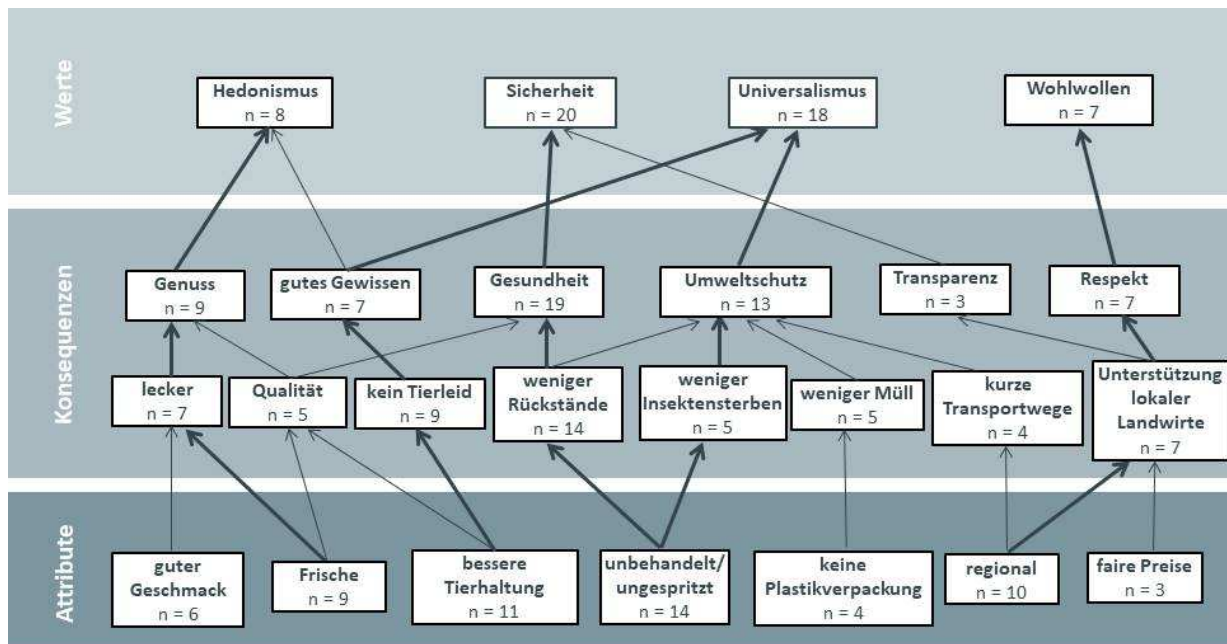 Werte
Hedonismus
n = 8
Sicherheit
n = 20
Universalismus
n = 18
Wohlwollen
n = 7
Konsequenzen
Genuss
n = 9
gutes Gewissen
n = 7
Gesundheit
n = 19
Umweltschutz
n = 13
Transparenz
n = 3
Respekt
n = 7
lecker
n = 7
Qualität
n = 5
kein Tierleid
n = 9
weniger
Rückstände
n = 14
weniger
Insektensterben
n = 5
weniger Müll
n = 5
kurze
Transportwege
n = 4
Unterstützung
lokaler
Landwirte
n = 7
Attribute
guter
Geschmack
n = 6
Frische
n = 9
bessere
Tierhaltung
n = 11
unbehandelt/
ungespritzt
n = 14
keine
Plastikverpackung
n = 4
regional
n = 10
faire Preise
n = 3